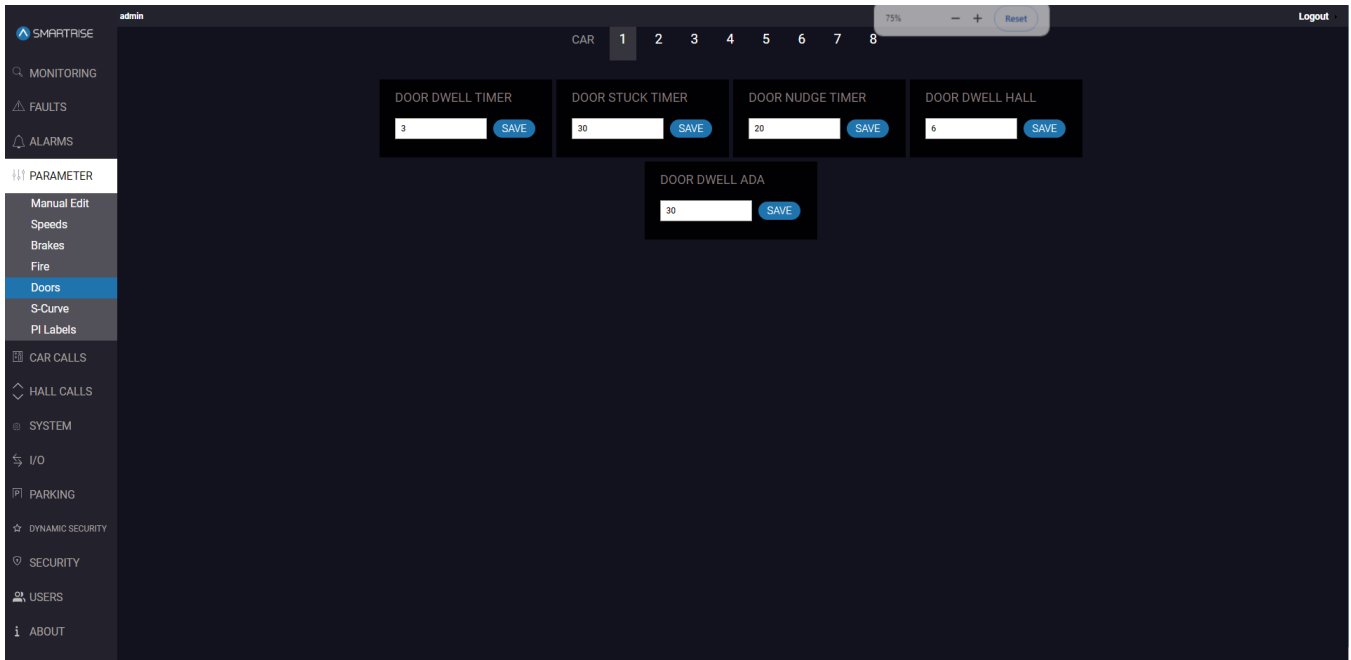 admin
75% − + Reset
Logout
SMARTRISE
CAR 1 2 3 4 5 6 7 8
MONITORING
FAULTS
ALARMS
PARAMETER
Manual Edit
Speeds
Brakes
Fire
Doors
S-Curve
PI Labels
CAR CALLS
HALL CALLS
SYSTEM
I/O
PARKING
DYNAMIC SECURITY
SECURITY
USERS
ABOUT
DOOR DWELL TIMER
3 SAVE
DOOR STUCK TIMER
30 SAVE
DOOR NUDGE TIMER
20 SAVE
DOOR DWELL HALL
6 SAVE
DOOR DWELL ADA
30 SAVE